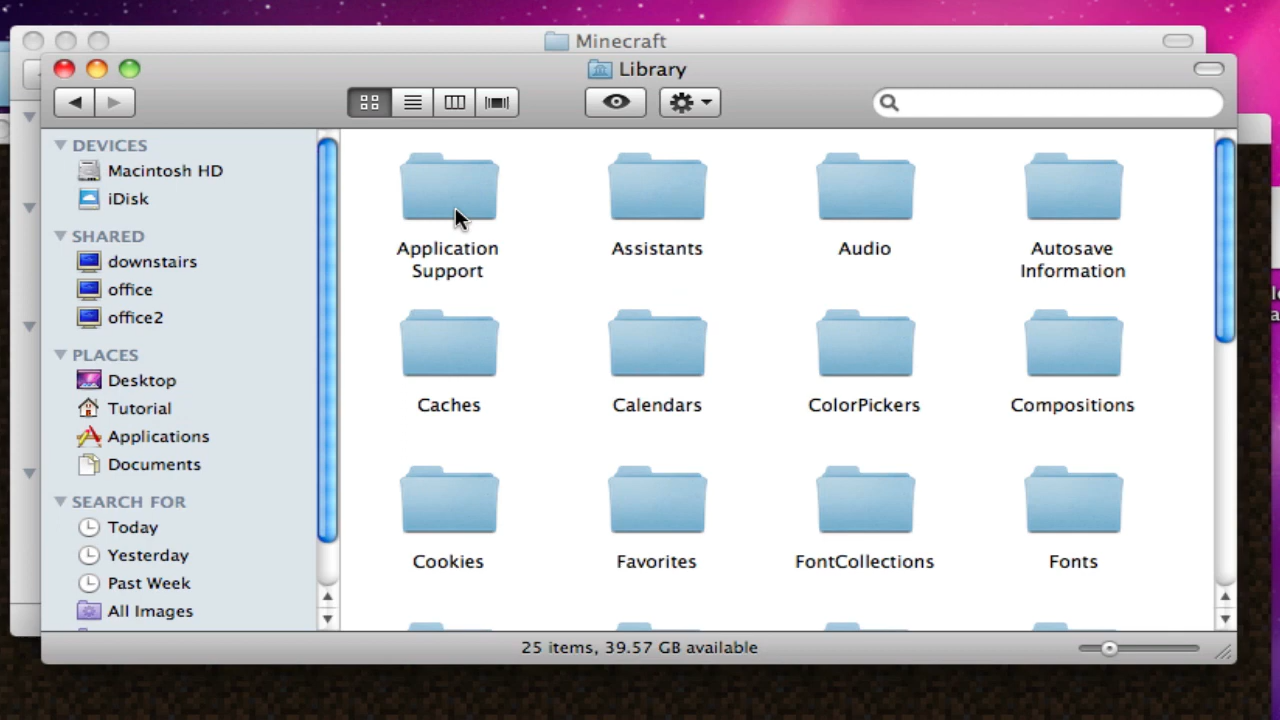 Minecraft
Library
DEVICES
Macintosh HD
iDisk
SHARED
downstairs
office
office2
PLACES
Desktop
Tutorial
Applications
Documents
SEARCH FOR
Today
Yesterday
Past Week
All Images
Application
Support
Assistants
Audio
Autosave
Information
Caches
Calendars
ColorPickers
Compositions
Cookies
Favorites
FontCollections
Fonts
25 items, 39.57 GB available